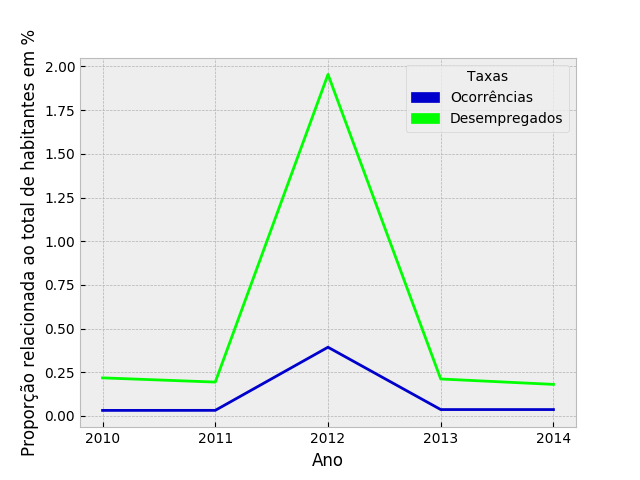 Proporção relacionada ao total de habitantes em %
2.00
1.75
1.50
1.25
1.00
0.75
0.50
0.25
0.00
Taxas
Ocorrências
Desempregados
2010 2011 2012 2013 2014
Ano